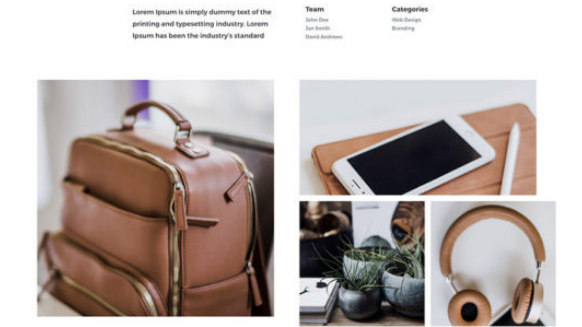 Lorem Ipsum is simply dummy text of the
printing and typesetting industry. Lorem
Ipsum has been the industry's standard
Team
John Doe
Jan Smith
David Andrews
Categories
Web Design
Branding